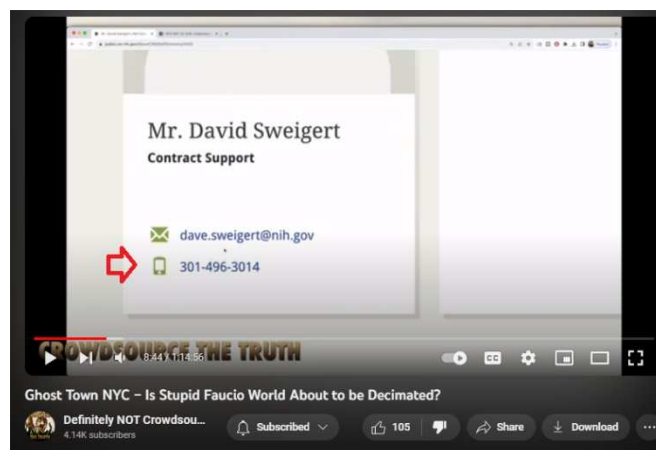 Mr. David Sweigert
Contract Support
dave.sweigert@nih.gov
301-496-3014
CROWDSOURCE THE TRUTH
8:44 / 1:14:56
CC
Ghost Town NYC – Is Stupid Faucio World About to be Decimated?
Definitely NOT Crowdsou...
4.14K subscribers
Subscribed
105
Share
Download